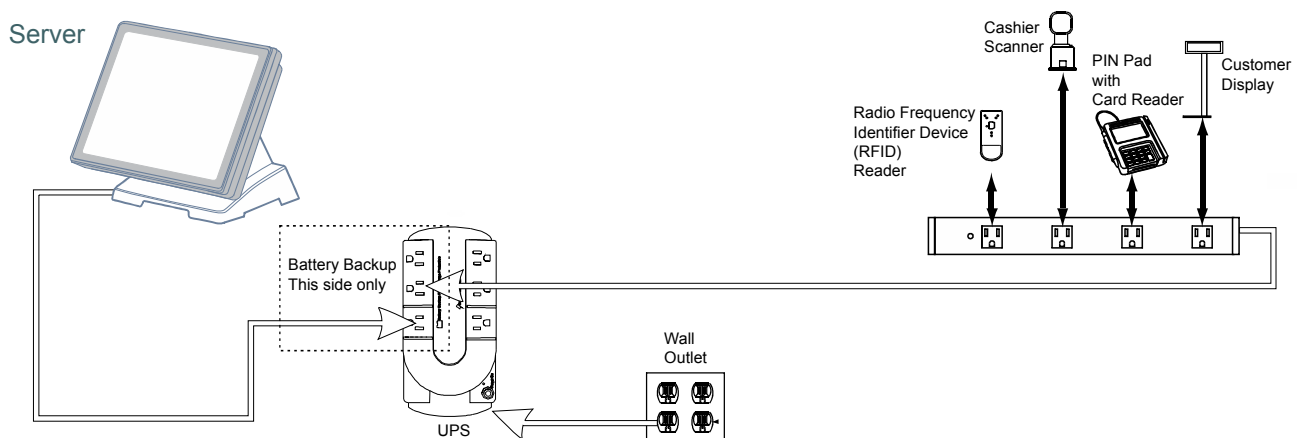 Server
Cashier
Scanner
PIN Pad
with
Card Reader
Customer
Display
Radio Frequency
Identifier Device
(RFID)
Reader
Battery Backup
This side only
Wall
Outlet
UPS